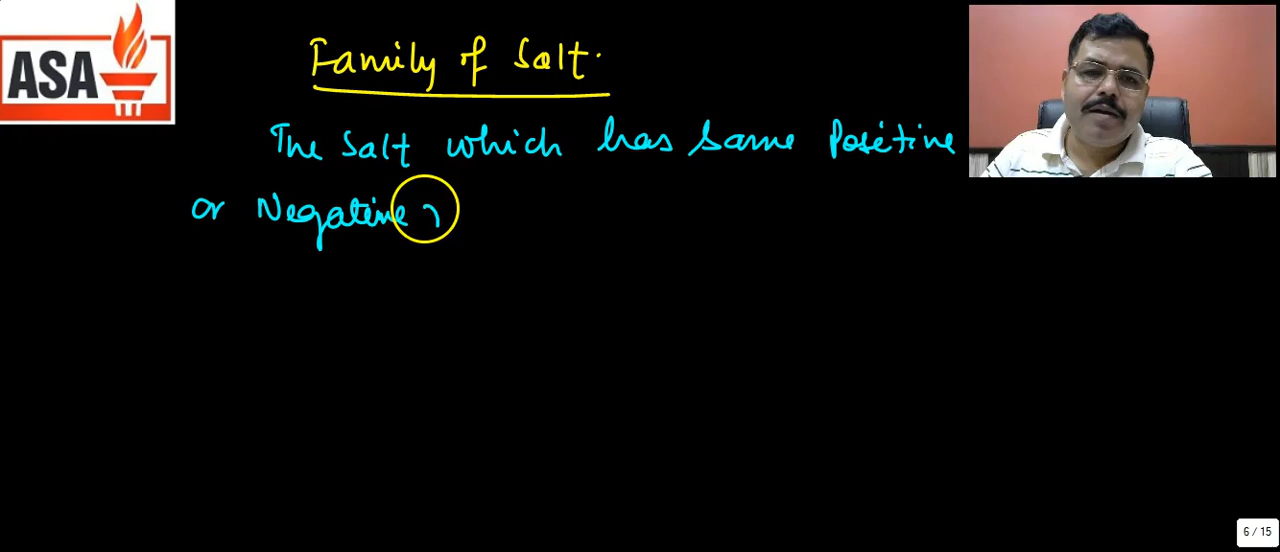 ASA
Family of Salt.
The Salt which has same Positive
or Negative
6 / 15